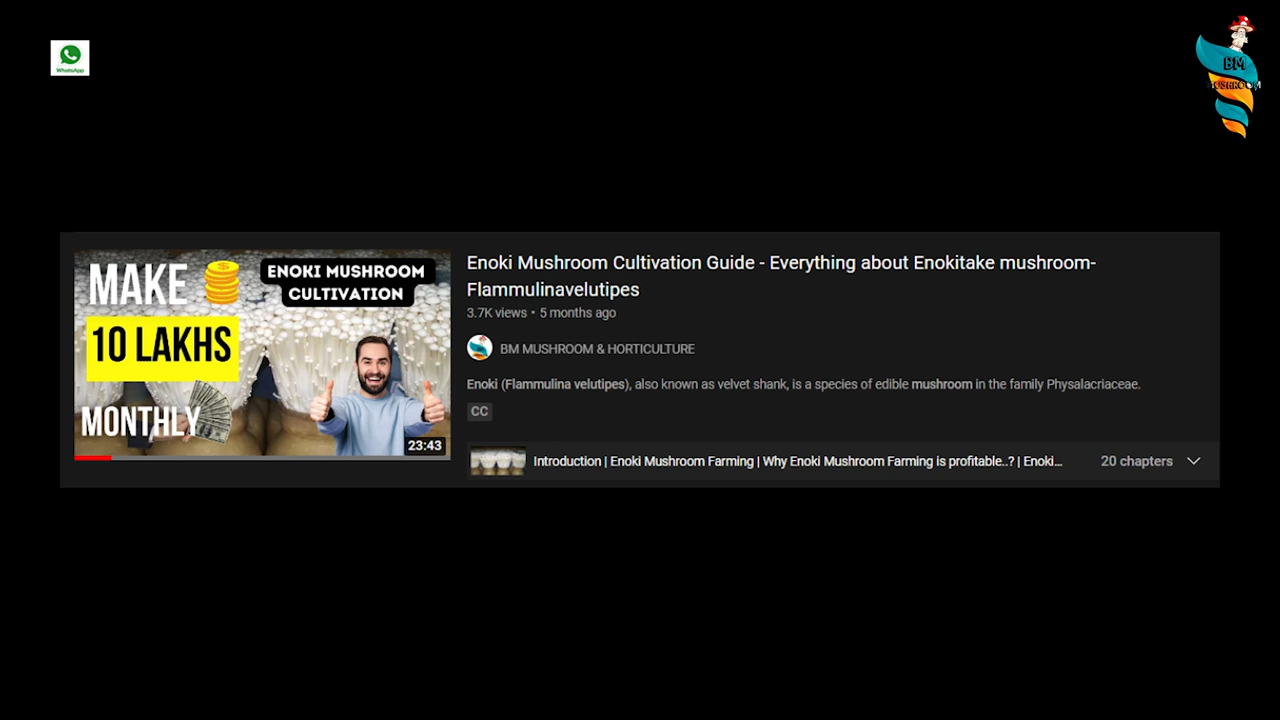 WhatsApp
BM
MUSHROOM
MAKE
10 LAKHS
MONTHLY
ENOKI MUSHROOM
CULTIVATION
23:43
Enoki Mushroom Cultivation Guide - Everything about Enokitake mushroom-
Flammulinavelutipes
3.7K views • 5 months ago
BM MUSHROOM & HORTICULTURE
Enoki (Flammulina velutipes), also known as velvet shank, is a species of edible mushroom in the family Physalacriaceae.
CC
Introduction | Enoki Mushroom Farming | Why Enoki Mushroom Farming is profitable..? | Enoki...
20 chapters